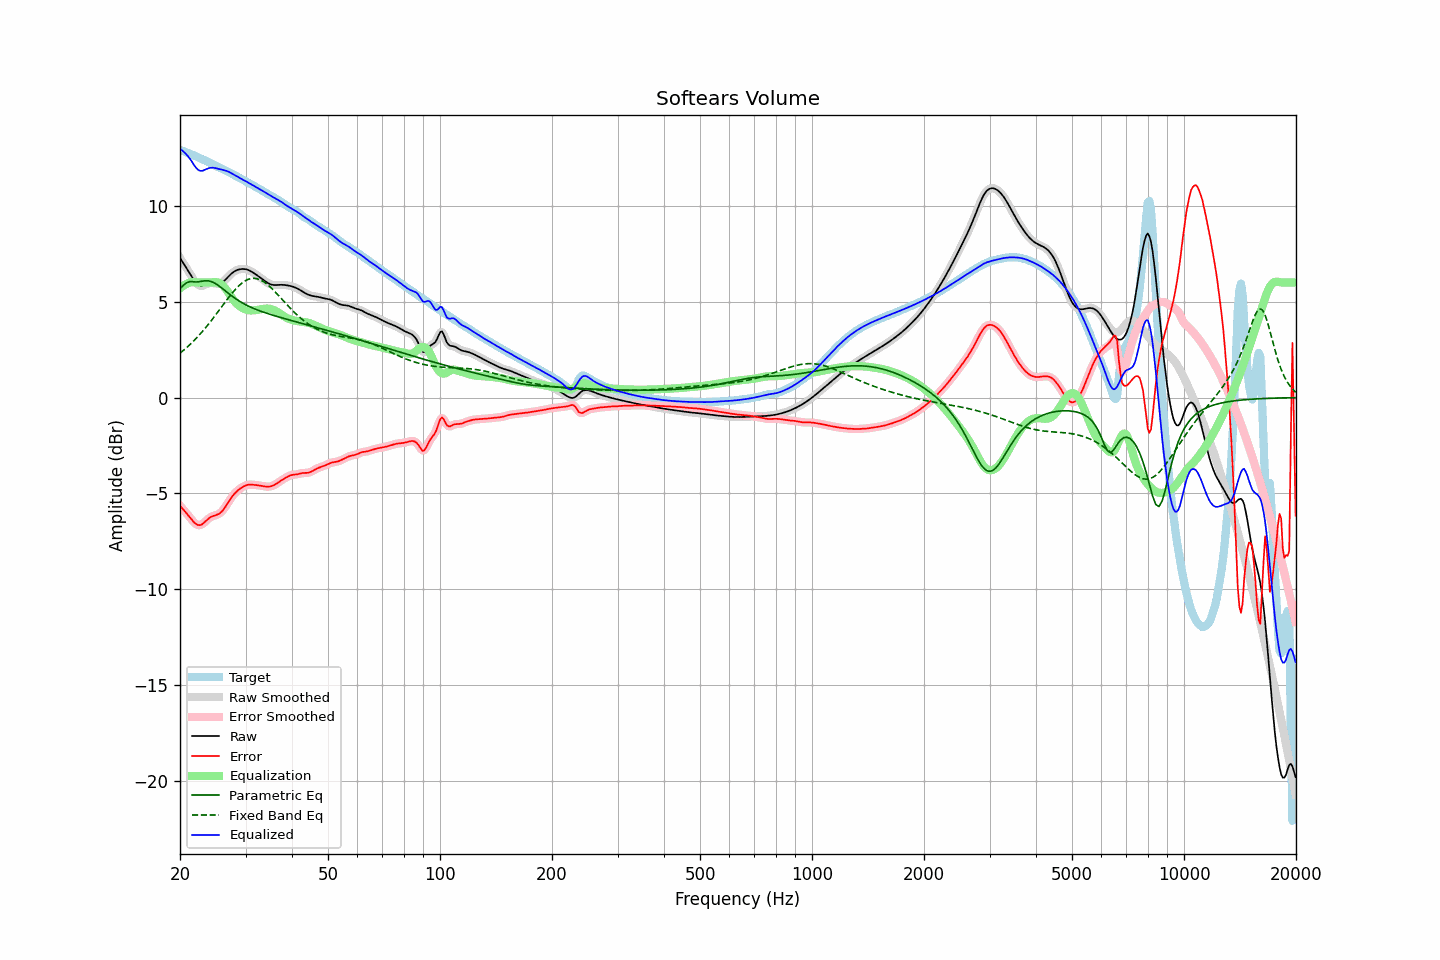 Softears Volume
Amplitude (dBr)
10
5
0
−5
−10
−15
−20
Target
Raw Smoothed
Error Smoothed
Raw
Error
Equalization
Parametric Eq
Fixed Band Eq
Equalized
20 50 100 200 500 1000 2000 5000 10000 20000
Frequency (Hz)